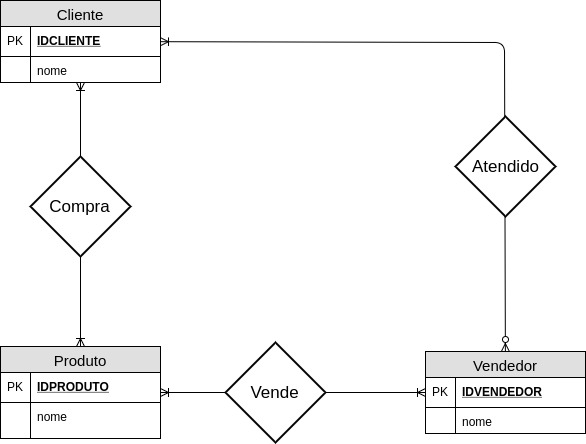 Cliente
PK IDCLIENTE
nome
Atendido
Compra
Produto
PK IDPRODUTO
nome
Vende
Vendedor
PK IDVENDEDOR
nome